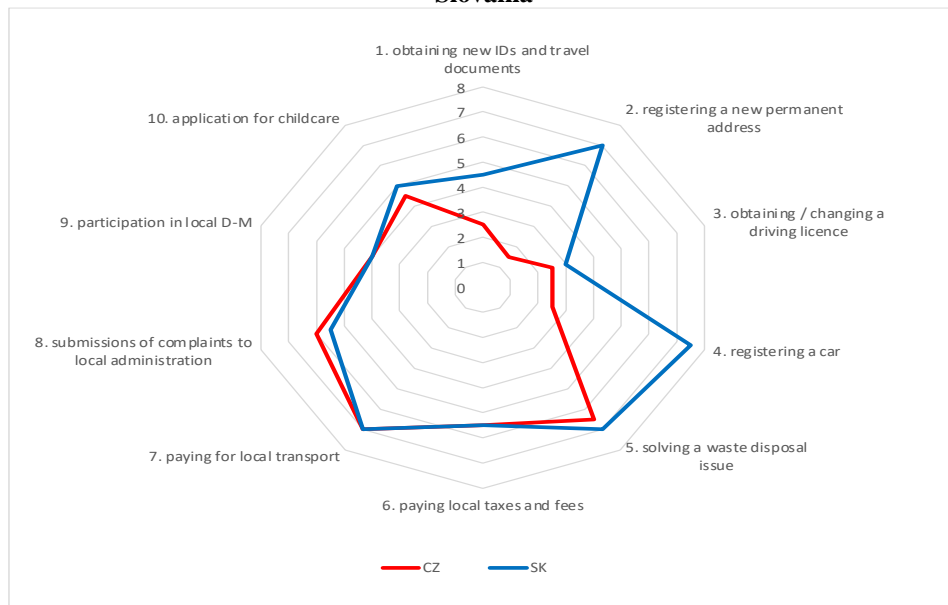 Slovakia
1. obtaining new IDs and travel
documents
8
7
6
5
4
3
2
1
0
2. registering a new permanent
address
3. obtaining / changing a
driving licence
4. registering a car
5. solving a waste disposal
issue
6. paying local taxes and fees
7. paying for local transport
8. submissions of complaints to
local administration
9. participation in local D-M
10. application for childcare
CZ
SK